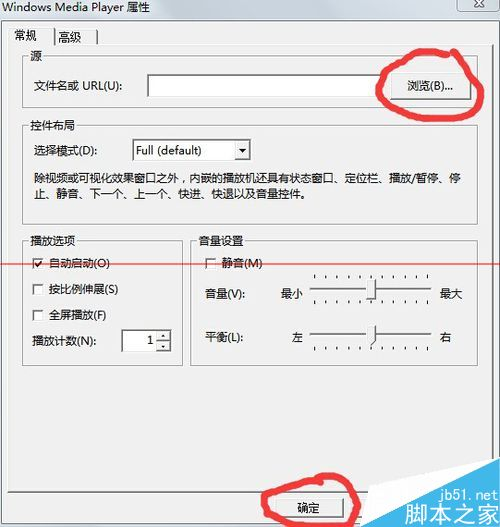 Windows Media Player 属性
常规 高级
源
文件名或 URL(U): 浏览(B)...
控件布局
选择模式(D): Full (default)
除视频或可视化效果窗口之外，内嵌的播放机还具有状态窗口、定位栏、播放/暂停、停
止、静音、下一个、上一个、快进、快退以及音量控件。
播放选项
自动启动(O)
按比例伸展(S)
全屏播放(F)
播放计数(N): 1
音量设置
静音(M)
音量(V): 最小 最大
平衡(L): 左 右
确定
jb51.net
脚本之家